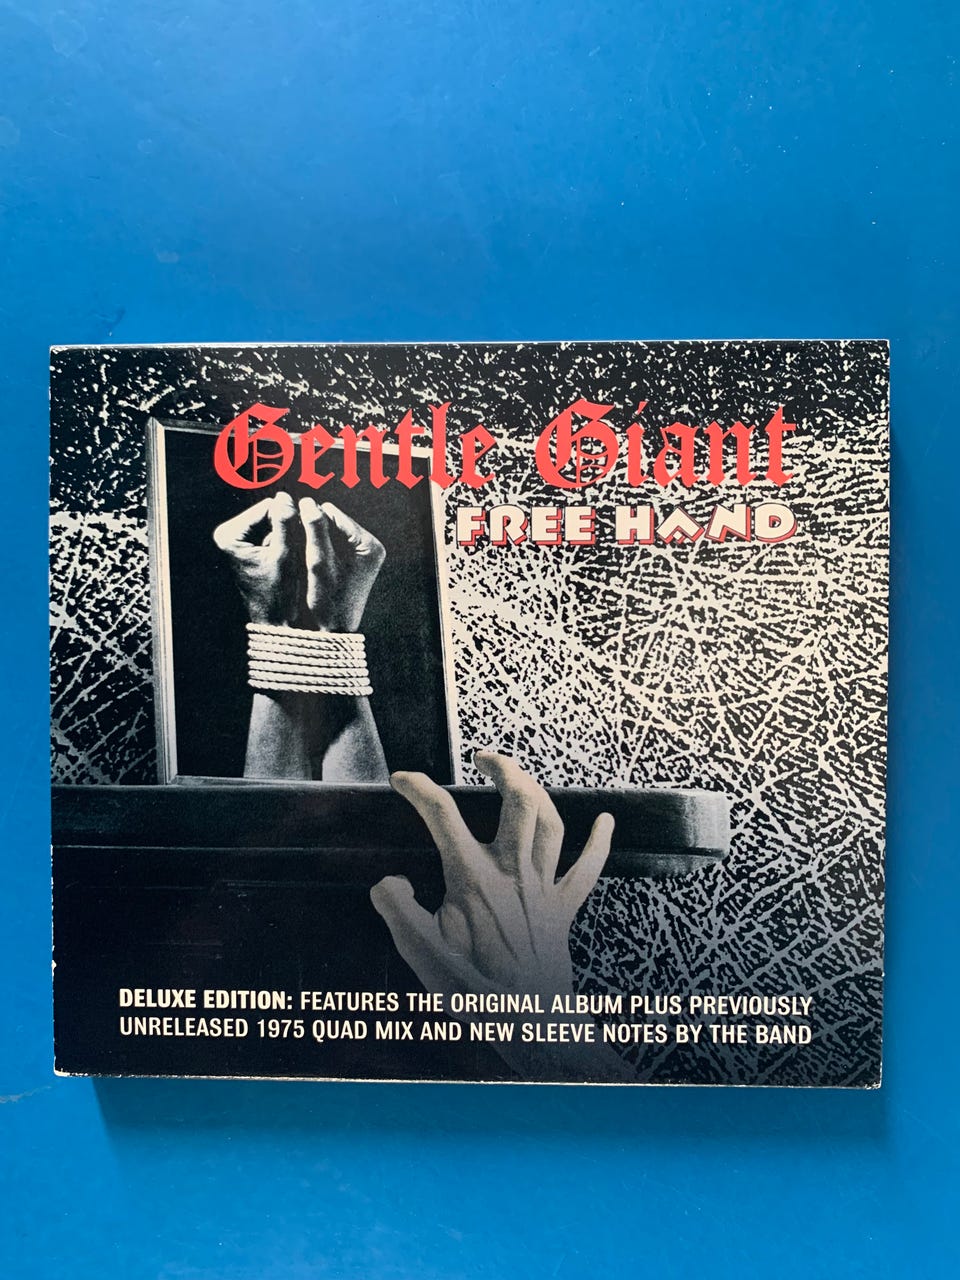 Gentle Giant
FREE HAND
DELUXE EDITION: FEATURES THE ORIGINAL ALBUM PLUS PREVIOUSLY
UNRELEASED 1975 QUAD MIX AND NEW SLEEVE NOTES BY THE BAND